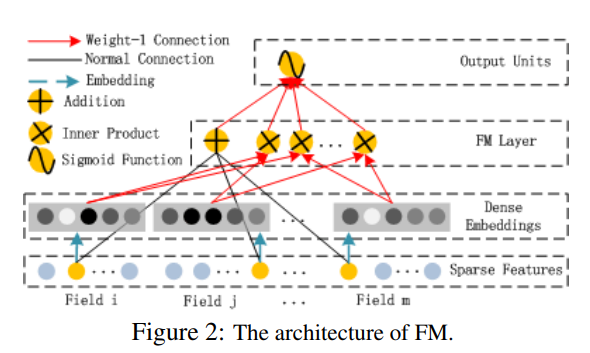 Weight-1 Connection
Normal Connection
Embedding
Addition
Inner Product
Sigmoid Function
Output Units
...
FM Layer
...
Dense
Embeddings
... ... ... ... ...
Sparse Features
Field i Field j ... Field m
Figure 2: The architecture of FM.